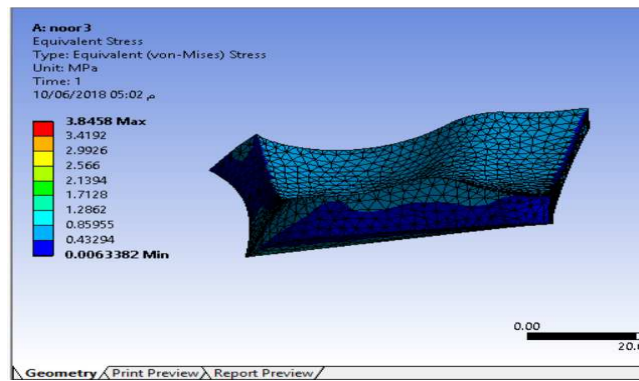 A: noor3
Equivalent Stress
Type: Equivalent (von-Mises) Stress
Unit: MPa
Time: 1
10/06/2018 05:02 م
3.8458 Max
3.4192
2.9926
2.566
2.1394
1.7128
1.2862
0.85955
0.43294
0.0063382 Min
0.00
Geometry Print Preview Report Preview